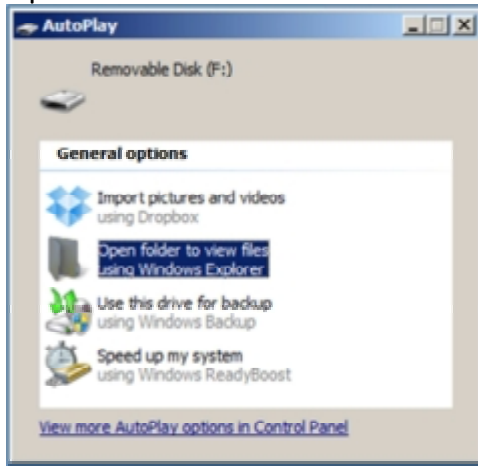 AutoPlay
Removable Disk (F:)
General options
Import pictures and videos
using Dropbox
Open folder to view files
using Windows Explorer
Use this drive for backup
using Windows Backup
Speed up my system
using Windows ReadyBoost
View more AutoPlay options in Control Panel